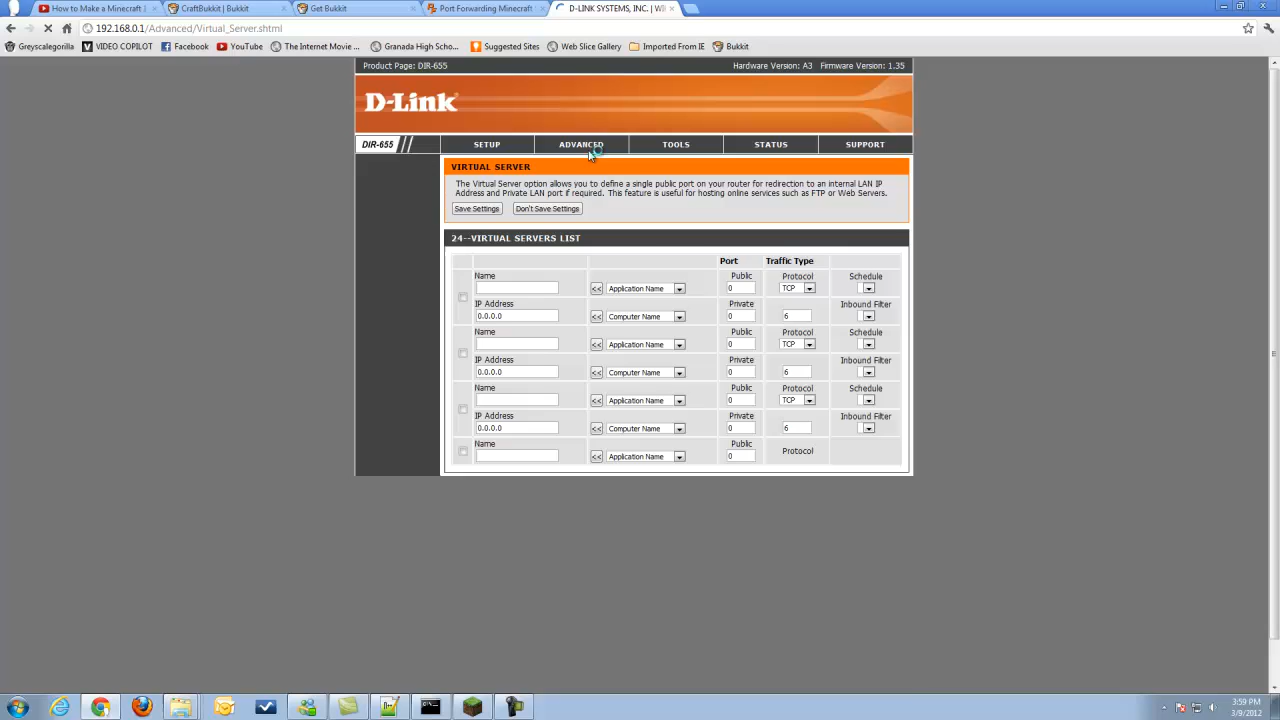 How to Make a Minecraft
CraftBukkit | Bukkit
Get Bukkit
Port Forwarding Minecraft
D-LINK SYSTEMS, INC. | WI
192.168.0.1/Advanced/Virtual_Server.shtml
Greyscalegorilla
VIDEO COPILOT
Facebook
YouTube
The Internet Movie ...
Granada High Scho...
Suggested Sites
Web Slice Gallery
Imported From IE
Bukkit
Product Page: DIR-655
Hardware Version: A3
Firmware Version: 1.35
D-Link
DIR-655
SETUP
ADVANCED
TOOLS
STATUS
SUPPORT
VIRTUAL SERVER
The Virtual Server option allows you to define a single public port on your router for redirection to an internal LAN IP
Address and Private LAN port if required. This feature is useful for hosting online services such as FTP or Web Servers.
Save Settings
Don't Save Settings
24--VIRTUAL SERVERS LIST
Port
Traffic Type
Name
Public
Protocol
Schedule
<<
Application Name
0
TCP
IP Address
Private
Inbound Filter
0.0.0.0
<<
Computer Name
0
6
Name
Public
Protocol
Schedule
<<
Application Name
0
TCP
IP Address
Private
Inbound Filter
0.0.0.0
<<
Computer Name
0
6
Name
Public
Protocol
Schedule
<<
Application Name
0
TCP
IP Address
Private
Inbound Filter
0.0.0.0
<<
Computer Name
0
6
Name
Public
Protocol
<<
Application Name
0
3:59 PM
3/9/2012